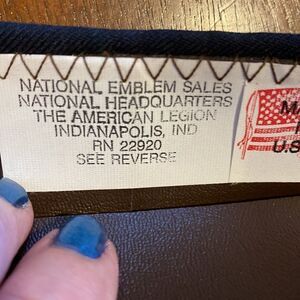 NATIONAL EMBLEM SALES
NATIONAL HEADQUARTERS
THE AMERICAN LEGION
INDIANAPOLIS, IND
RN 22920
SEE REVERSE
U.S.